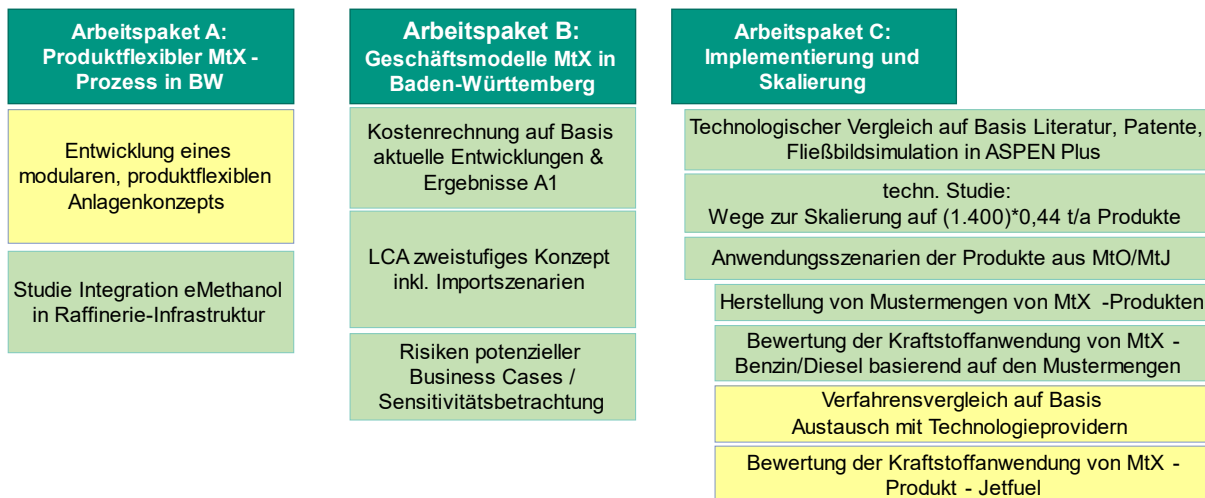 Arbeitspaket A:
Produktflexibler MtX -
Prozess in BW
Entwicklung eines
modularen, produktflexiblen
Anlagenkonzepts
Studie Integration eMethanol
in Raffinerie-Infrastruktur
Arbeitspaket B:
Geschäftsmodelle MtX in
Baden-Württemberg
Kostenrechnung auf Basis
aktuelle Entwicklungen &
Ergebnisse A1
LCA zweistufiges Konzept
inkl. Importszenarien
Risiken potenzieller
Business Cases /
Sensitivitätsbetrachtung
Arbeitspaket C:
Implementierung und
Skalierung
Technologischer Vergleich auf Basis Literatur, Patente,
Fließbildsimulation in ASPEN Plus
techn. Studie:
Wege zur Skalierung auf (1.400)*0,44 t/a Produkte
Anwendungsszenarien der Produkte aus MtO/MtJ
Herstellung von Mustermengen von MtX -Produkten
Bewertung der Kraftstoffanwendung von MtX -
Benzin/Diesel basierend auf den Mustermengen
Verfahrensvergleich auf Basis
Austausch mit Technologieprovidern
Bewertung der Kraftstoffanwendung von MtX -
Produkt - Jetfuel